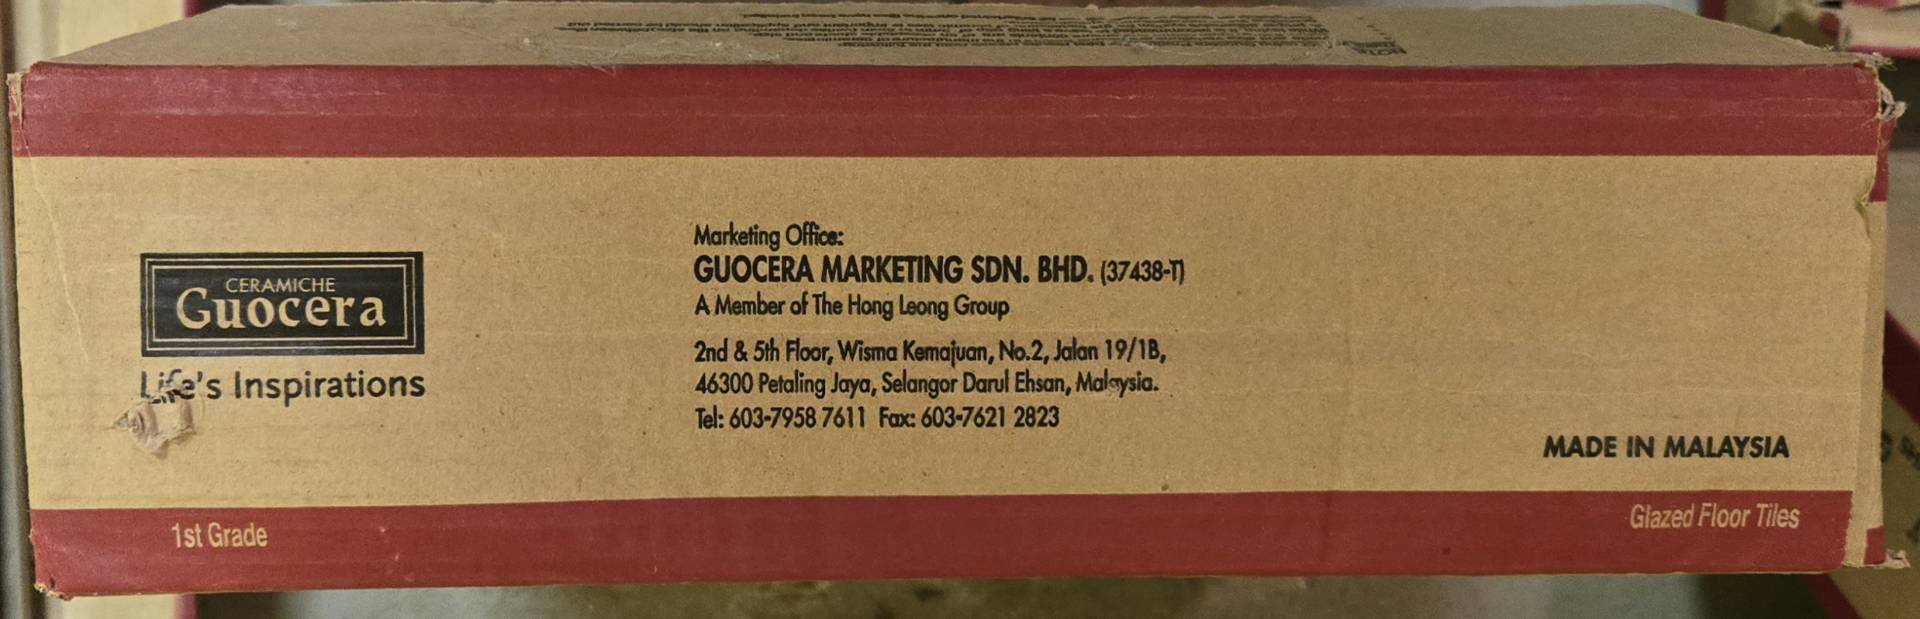 CERAMICHE
Guocera
Life's Inspirations
Marketing Office:
GUOCERA MARKETING SDN. BHD. (37438-T)
A Member of The Hong Leong Group
2nd & 5th Floor, Wisma Kemajuan, No.2, Jalan 19/1B,
46300 Petaling Jaya, Selangor Darul Ehsan, Malaysia.
Tel: 603-7958 7611 Fax: 603-7621 2823
MADE IN MALAYSIA
1st Grade
Glazed Floor Tiles